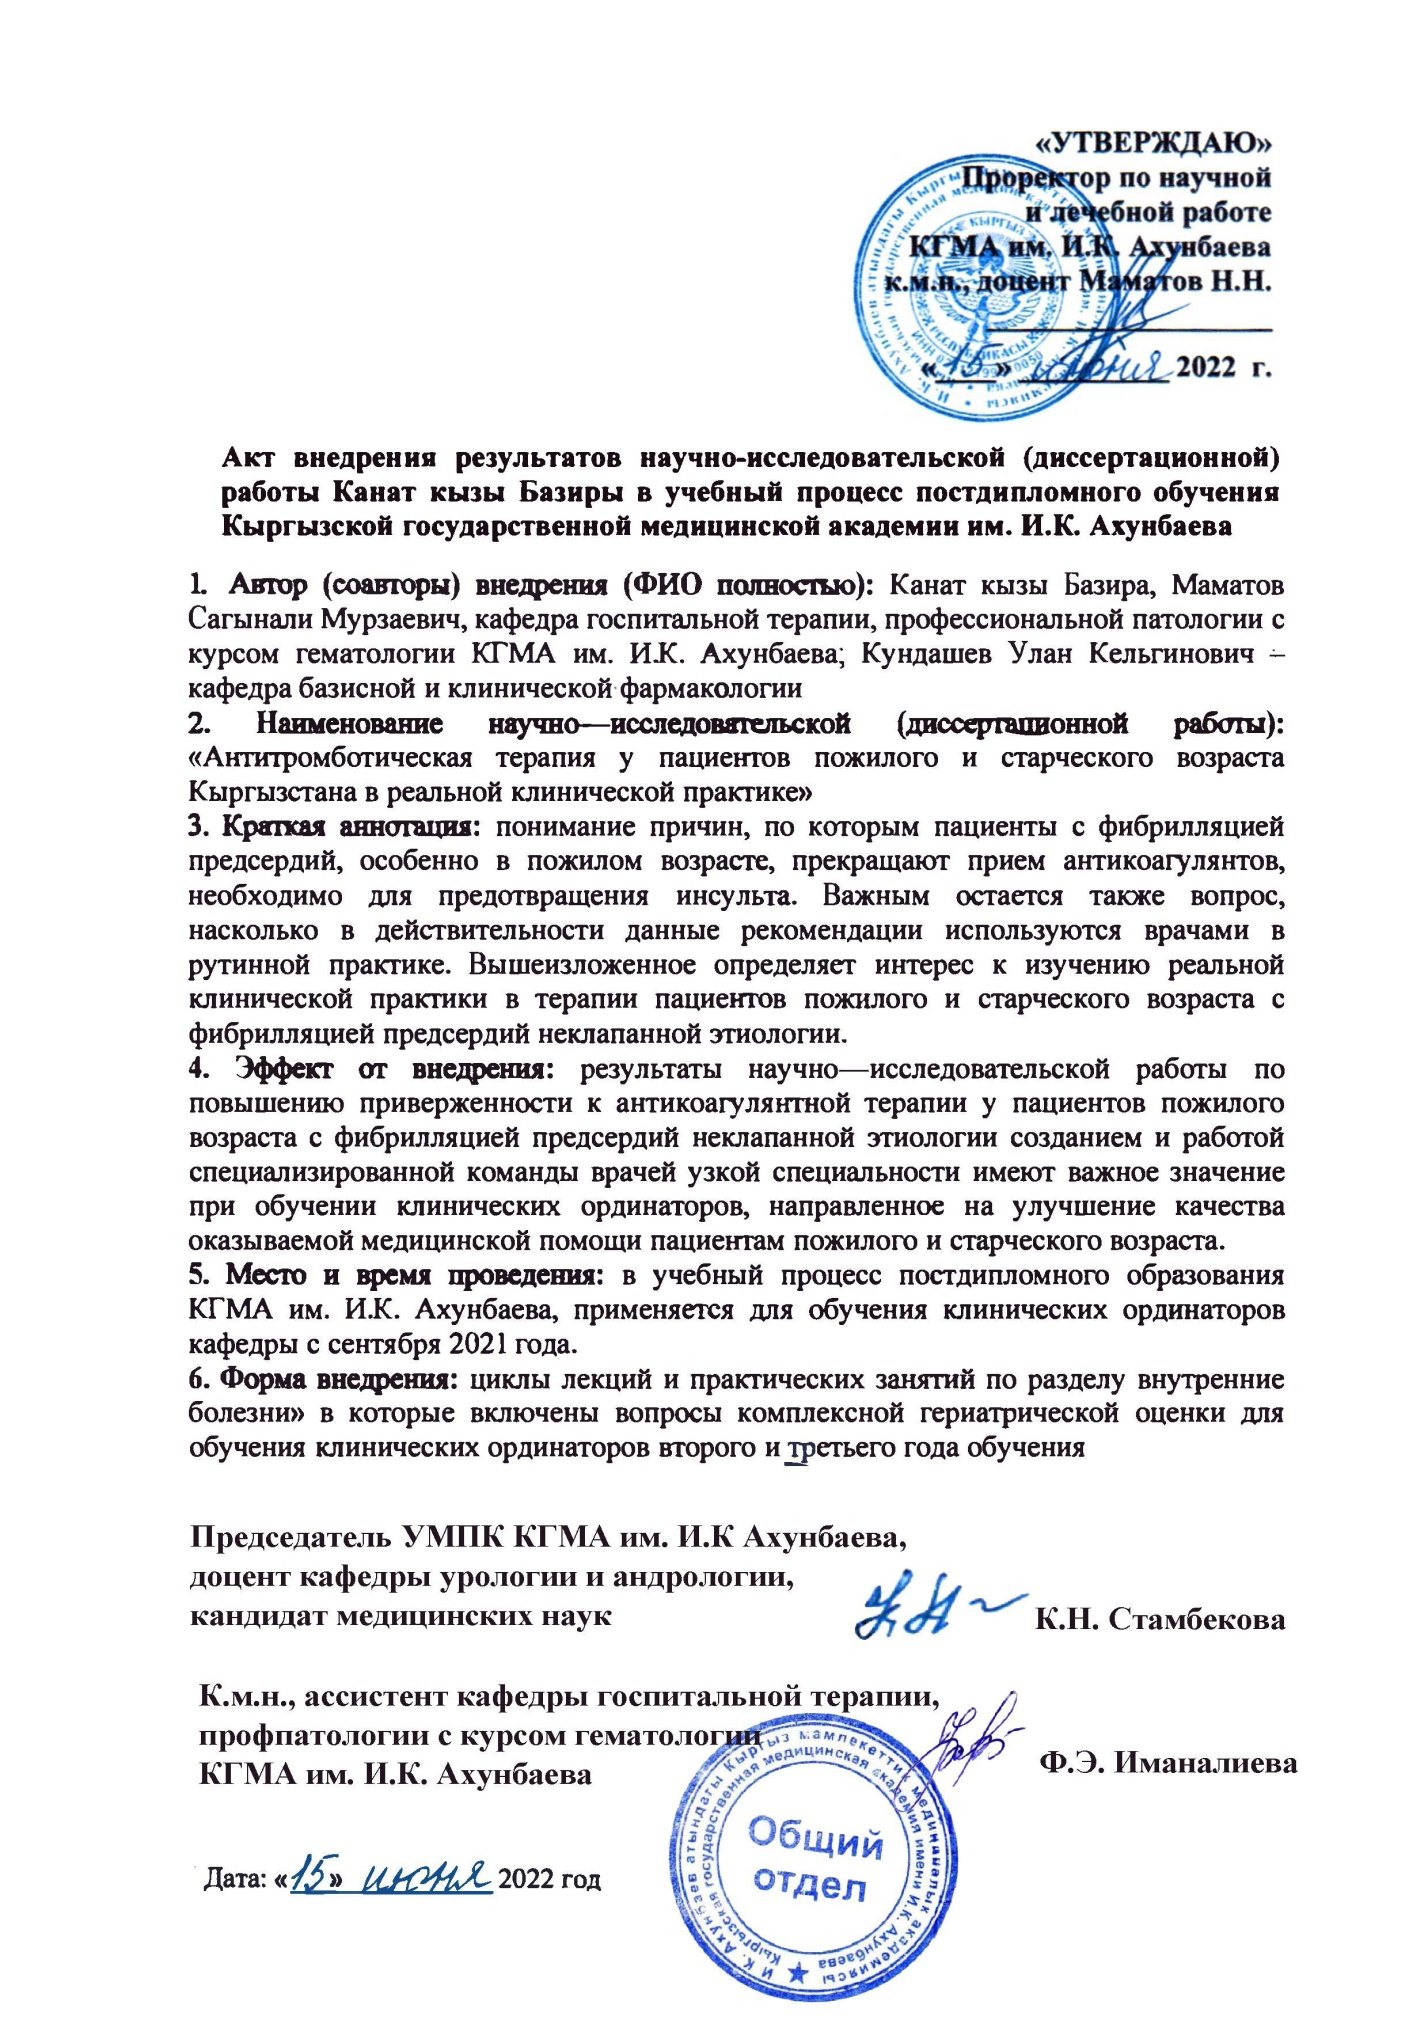 «УТВЕРЖДАЮ»
Проректор по научной
и лечебной работе
КГМА им. И.К. Ахунбаева
к.м.н., доцент Маматов Н.Н.
«15» июня 2022 г.
Акт внедрения результатов научно-исследовательской (диссертационной)
работы Канат кызы Базиры в учебный процесс постдипломного обучения
Кыргызской государственной медицинской академии им. И.К. Ахунбаева
1. Автор (соавторы) внедрения (ФИО полностью): Канат кызы Базира, Маматов
Сагынали Мурзаевич, кафедра госпитальной терапии, профессиональной патологии с
курсом гематологии КГМА им. И.К. Ахунбаева; Кундашев Улан Кельгинович –
кафедра базисной и клинической фармакологии
2. Наименование научно—исследовательской (диссертационной работы):
«Антитромботическая терапия у пациентов пожилого и старческого возраста
Кыргызстана в реальной клинической практике»
3. Краткая аннотация: понимание причин, по которым пациенты с фибрилляцией
предсердий, особенно в пожилом возрасте, прекращают прием антикоагулянтов,
необходимо для предотвращения инсульта. Важным остается также вопрос,
насколько в действительности данные рекомендации используются врачами в
рутинной практике. Вышеизложенное определяет интерес к изучению реальной
клинической практики в терапии пациентов пожилого и старческого возраста с
фибрилляцией предсердий неклапанной этиологии.
4. Эффект от внедрения: результаты научно—исследовательской работы по
повышению приверженности к антикоагулянтной терапии у пациентов пожилого
возраста с фибрилляцией предсердий неклапанной этиологии созданием и работой
специализированной команды врачей узкой специальности имеют важное значение
при обучении клинических ординаторов, направленное на улучшение качества
оказываемой медицинской помощи пациентам пожилого и старческого возраста.
5. Место и время проведения: в учебный процесс постдипломного образования
КГМА им. И.К. Ахунбаева, применяется для обучения клинических ординаторов
кафедры с сентября 2021 года.
6. Форма внедрения: циклы лекций и практических занятий по разделу внутренние
болезни» в которые включены вопросы комплексной гериатрической оценки для
обучения клинических ординаторов второго и третьего года обучения
Председатель УМПК КГМА им. И.К Ахунбаева,
доцент кафедры урологии и андрологии,
кандидат медицинских наук
К.Н. Стамбекова
К.м.н., ассистент кафедры госпитальной терапии,
профпатологии с курсом гематологии
КГМА им. И.К. Ахунбаева
Ф.Э. Иманалиева
И.К. Ахунбаев атындагы Кыргыз мамлекеттик медициналык академиясы
Кыргызская государственная медицинская академия имени И.К. Ахунбаева
Общий
отдел
Дата: «15» июня 2022 год